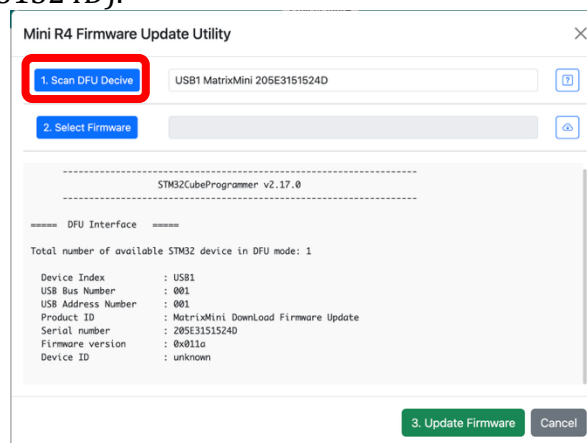 Mini R4 Firmware Update Utility
1. Scan DFU Decive
USB1 MatrixMini 205E3151524D
2. Select Firmware
------------------------------------------------------------------
STM32CubeProgrammer v2.17.0
------------------------------------------------------------------
===== DFU Interface =====
Total number of available STM32 device in DFU mode: 1
Device Index : USB1
USB Bus Number : 001
USB Address Number : 001
Product ID : MatrixMini DownLoad Firmware Update
Serial number : 205E3151524D
Firmware version : 0x011a
Device ID : unknown
3. Update Firmware
Cancel